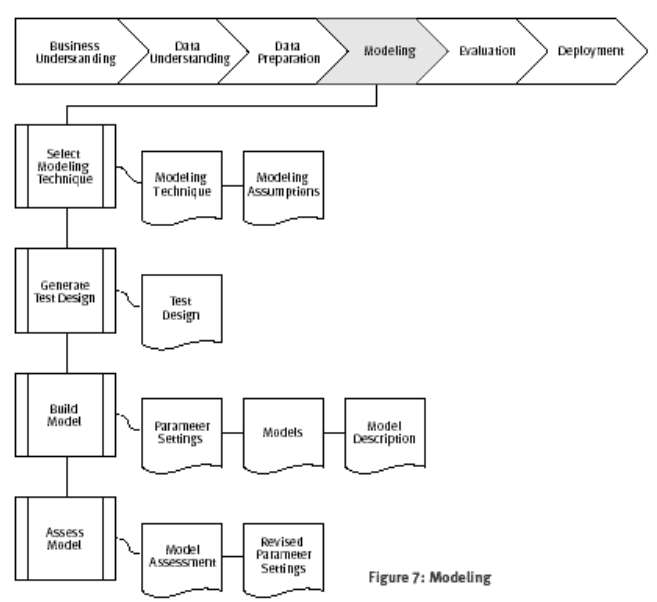 Business
Understanding
Data
Understanding
Data
Preparation
Modeling
Evaluation
Deployment
Select
Modeling
Technique
Modeling
Technique
Modeling
Assumptions
Generate
Test Design
Test
Design
Build
Model
Parameter
Settings
Models
Model
Description
Assess
Model
Model
Assessment
Revised
Parameter
Settings
Figure 7: Modeling